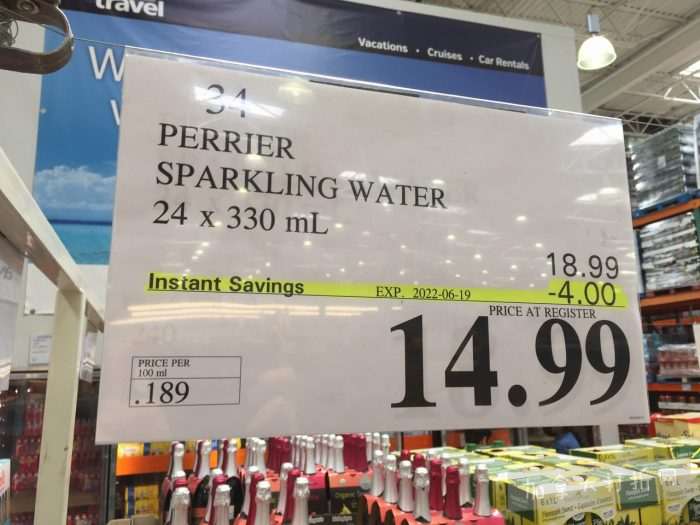 travel
Vacations • Cruises • Car Rentals
34
PERRIER
SPARKLING WATER
24 x 330 mL
18.99
Instant Savings EXP. 2022-06-19 -4.00
PRICE AT REGISTER
14.99
PRICE PER
100 ml
.189